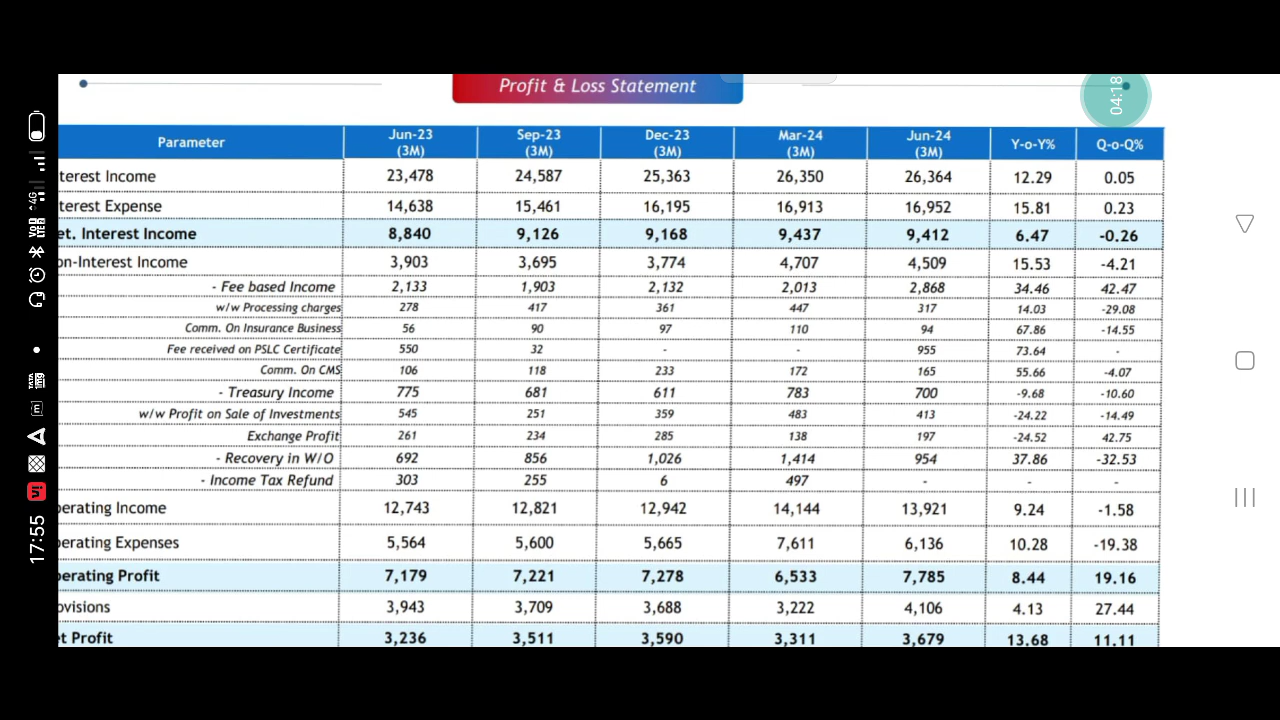 Profit & Loss Statement
04:18
Parameter Jun-23 (3M) Sep-23 (3M) Dec-23 (3M) Mar-24 (3M) Jun-24 (3M) Y-o-Y% Q-o-Q%
terest Income 23,478 24,587 25,363 26,350 26,364 12.29 0.05
terest Expense 14,638 15,461 16,195 16,913 16,952 15.81 0.23
et. Interest Income 8,840 9,126 9,168 9,437 9,412 6.47 -0.26
on-Interest Income 3,903 3,695 3,774 4,707 4,509 15.53 -4.21
- Fee based Income 2,133 1,903 2,132 2,013 2,868 34.46 42.47
w/w Processing charges 278 417 361 447 317 14.03 -29.08
Comm. On Insurance Business 56 90 97 110 94 67.86 -14.55
Fee received on PSLC Certificate 550 32 - - 955 73.64 -
Comm. On CMS 106 118 233 172 165 55.66 -4.07
- Treasury Income 775 681 611 783 700 -9.68 -10.60
w/w Profit on Sale of Investments 545 251 359 483 413 -24.22 -14.49
Exchange Profit 261 234 285 138 197 -24.52 42.75
- Recovery in W/O 692 856 1,026 1,414 954 37.86 -32.53
- Income Tax Refund 303 255 6 497 - - -
perating Income 12,743 12,821 12,942 14,144 13,921 9.24 -1.58
perating Expenses 5,564 5,600 5,665 7,611 6,136 10.28 -19.38
perating Profit 7,179 7,221 7,278 6,533 7,785 8.44 19.16
ovisions 3,943 3,709 3,688 3,222 4,106 4.13 27.44
et Profit 3,236 3,511 3,590 3,311 3,679 13.68 11.11
17:55